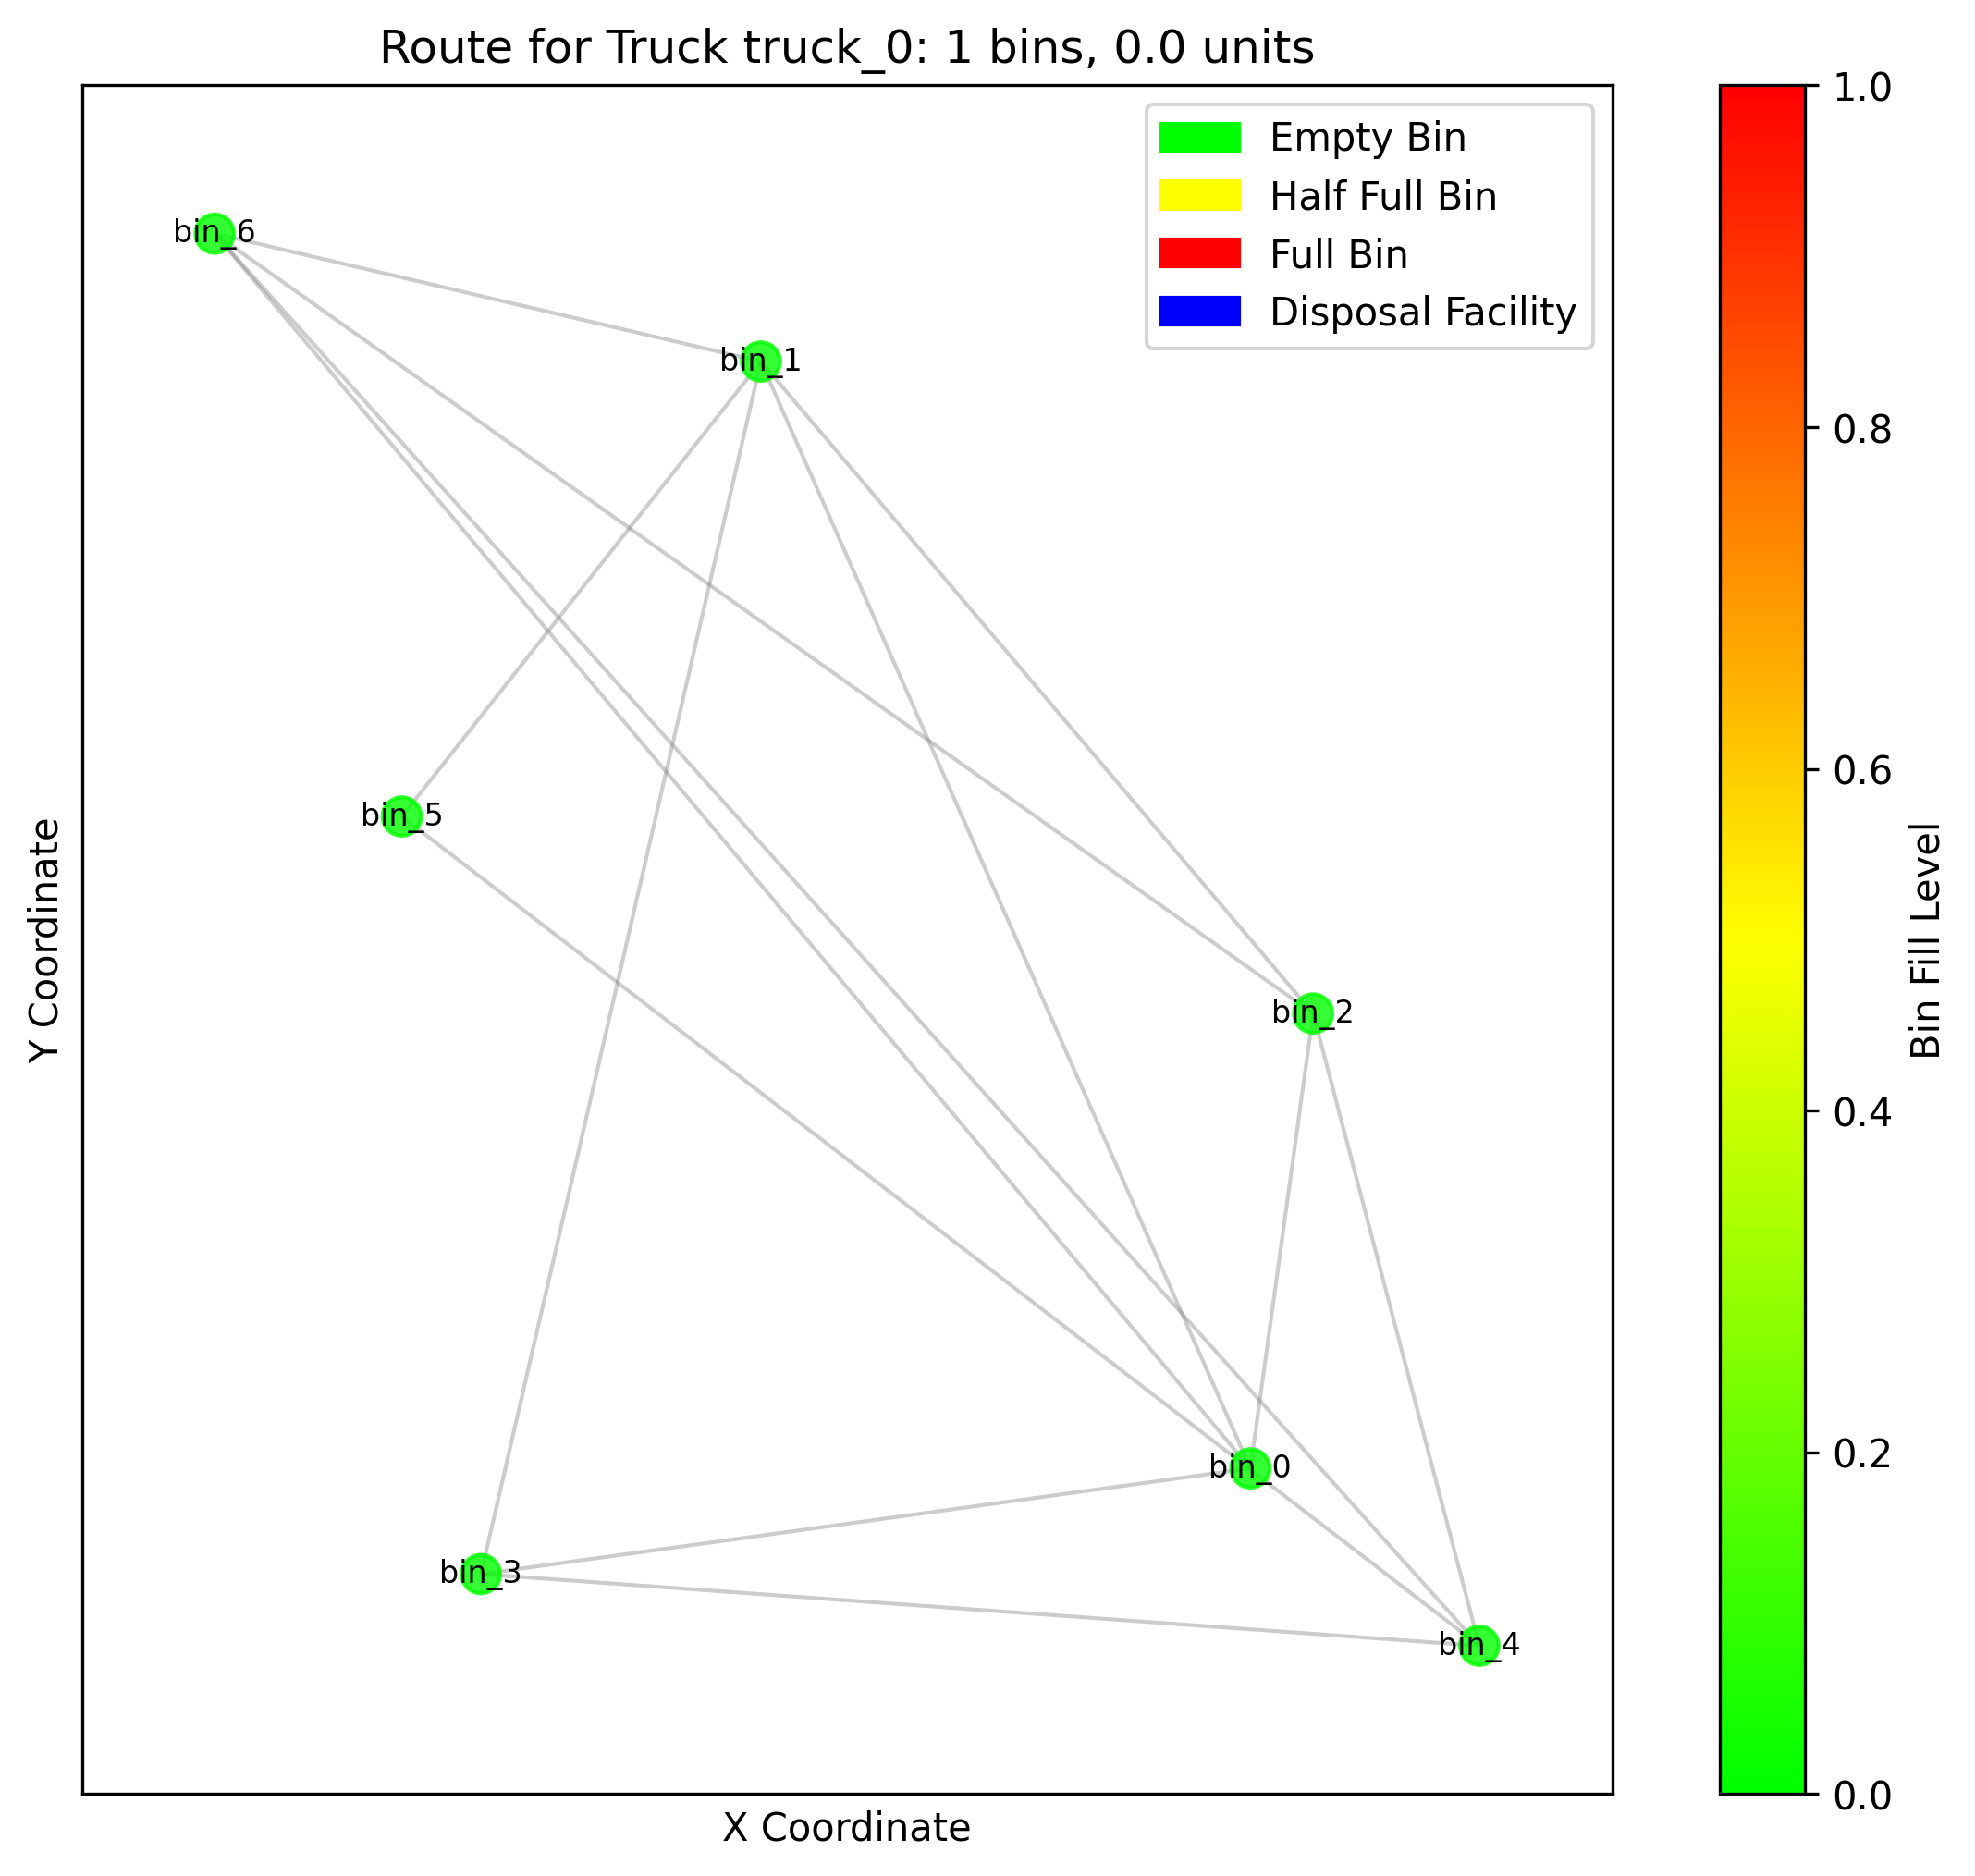 Route for Truck truck_0: 1 bins, 0.0 units
Empty Bin
Half Full Bin
Full Bin
Disposal Facility
bin_6
bin_1
bin_5
bin_2
bin_0
bin_3
bin_4
X Coordinate
Y Coordinate
1.0
0.8
0.6
0.4
0.2
0.0
Bin Fill Level